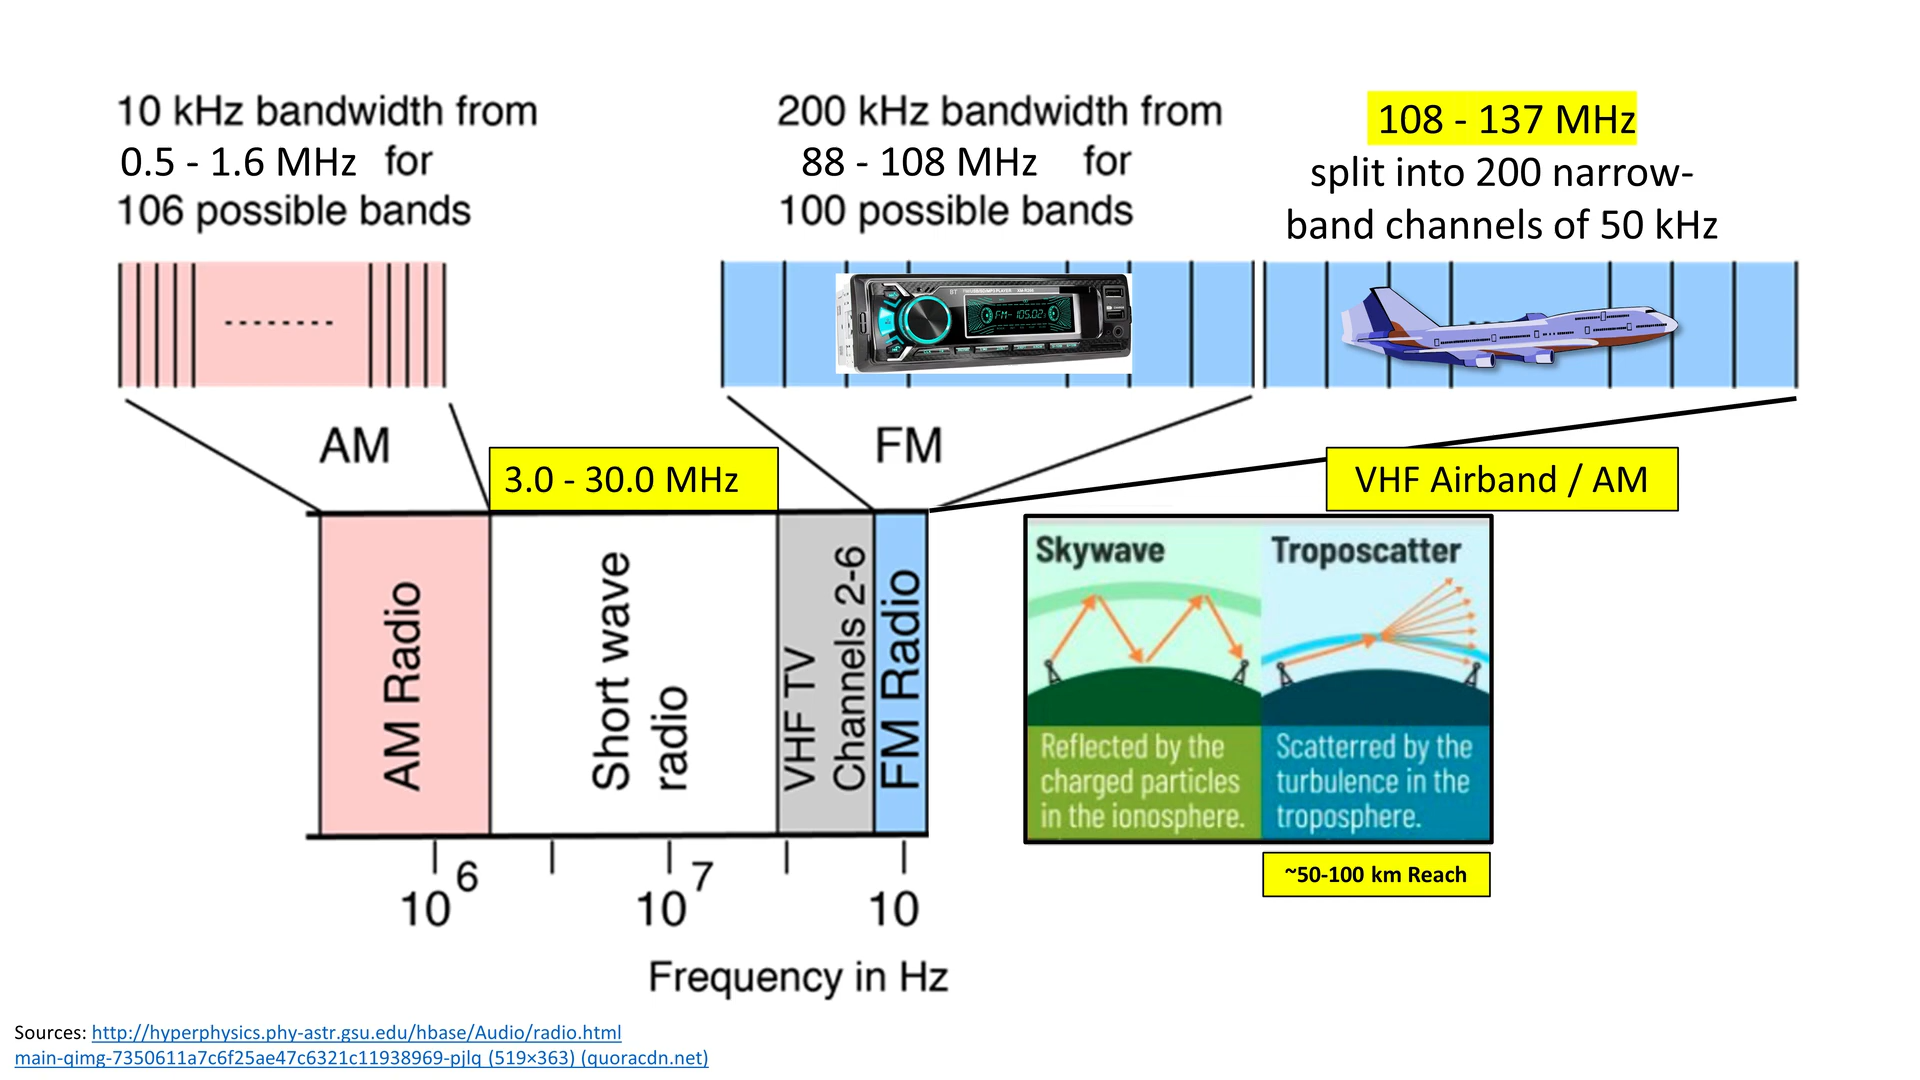 10 kHz bandwidth from
0.5 - 1.6 MHz for
106 possible bands
200 kHz bandwidth from
88 - 108 MHz for
100 possible bands
108 - 137 MHz
split into 200 narrow-
band channels of 50 kHz
FM- 105.02
AM
FM
3.0 - 30.0 MHz
VHF Airband / AM
AM Radio
Short wave
radio
VHF TV
Channels 2-6
FM Radio
Skywave
Reflected by the
charged particles
in the ionosphere.
Troposcatter
Scatterred by the
turbulence in the
troposphere.
~50-100 km Reach
10 6
10 7
10
Frequency in Hz
Sources: http://hyperphysics.phy-astr.gsu.edu/hbase/Audio/radio.html
main-qimg-7350611a7c6f25ae47c6321c11938969-pjlq (519×363) (quoracdn.net)